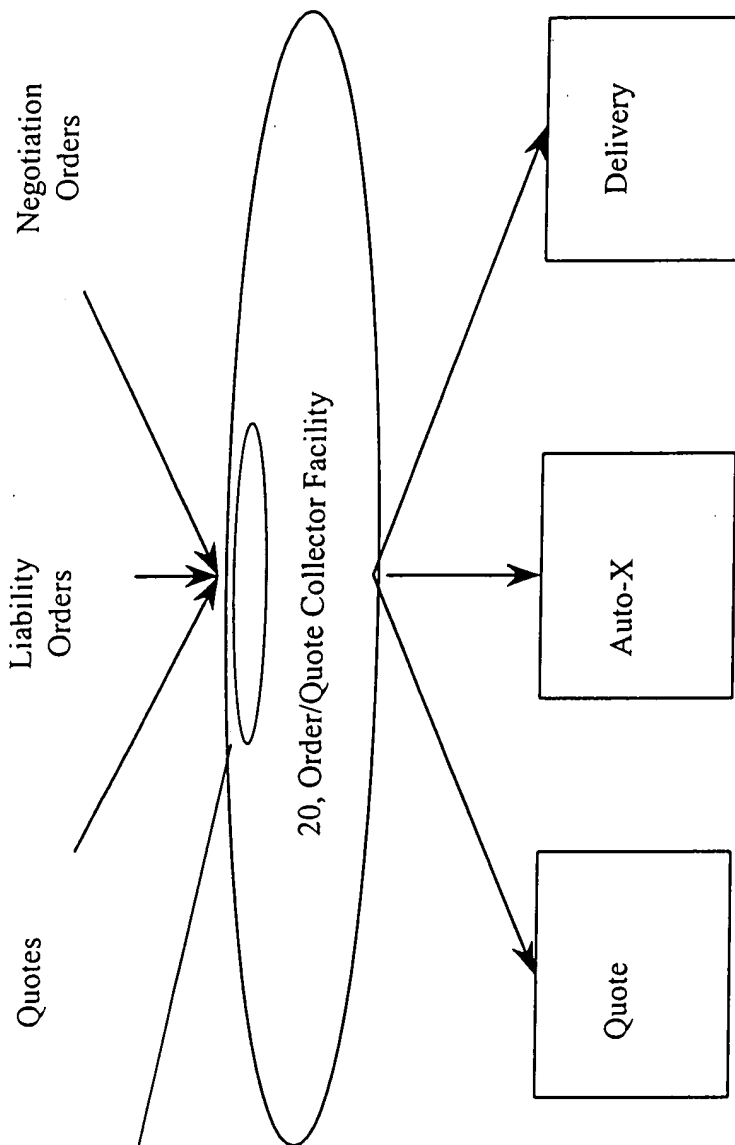 Quotes
Liability
Orders
Negotiation
Orders
20, Order/Quote Collector Facility
Quote
Auto-X
Delivery